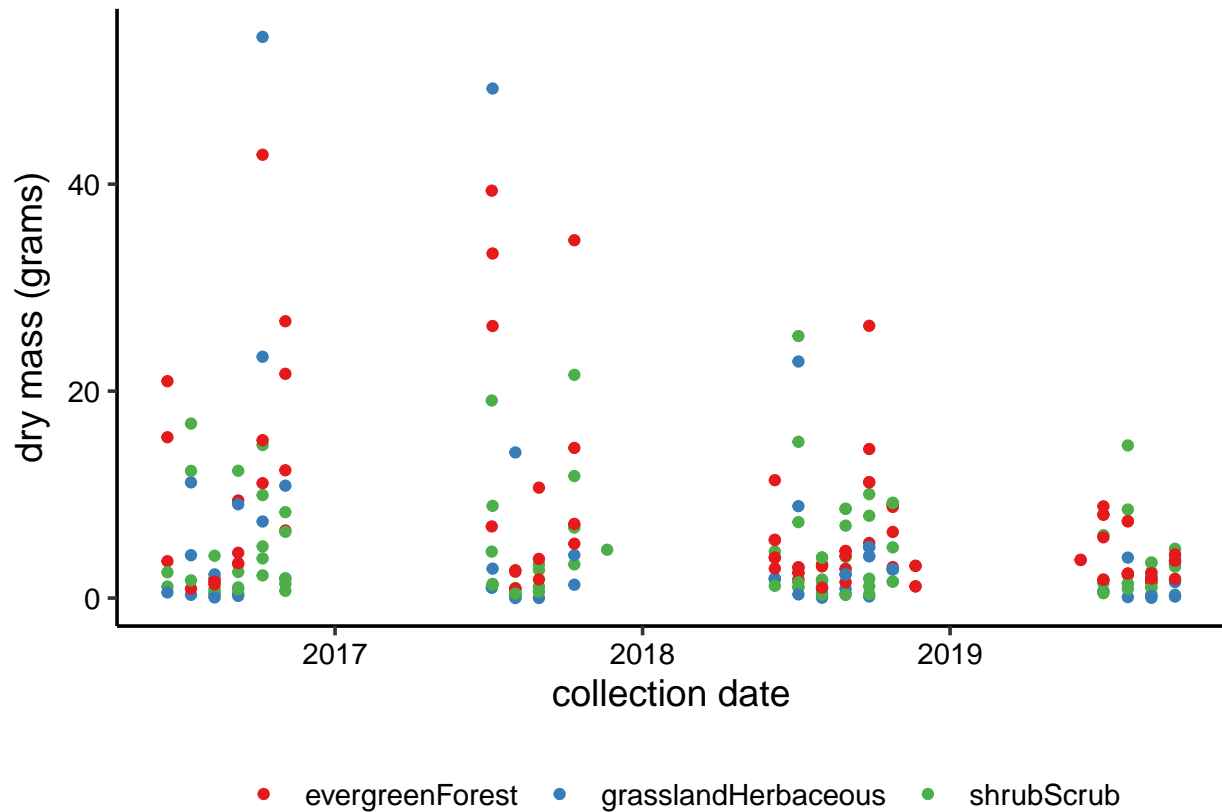 dry mass (grams)
40
20
0
2017 2018 2019
collection date
evergreenForest grasslandHerbaceous shrubScrub